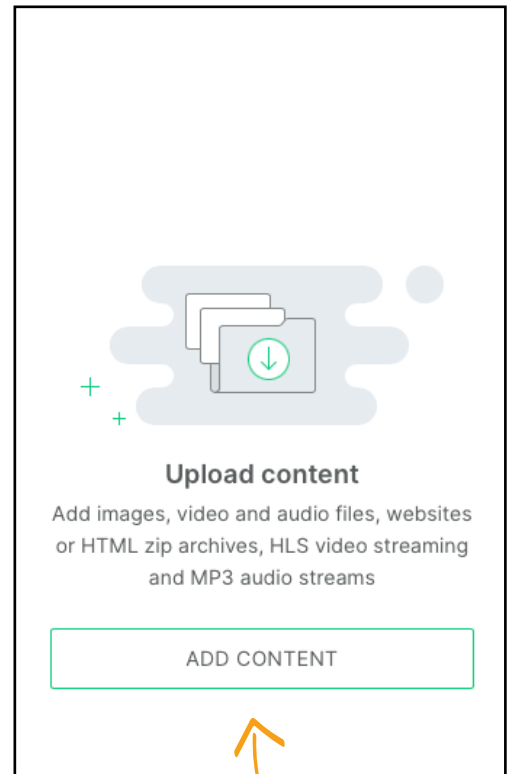 Upload content
Add images, video and audio files, websites
or HTML zip archives, HLS video streaming
and MP3 audio streams
ADD CONTENT